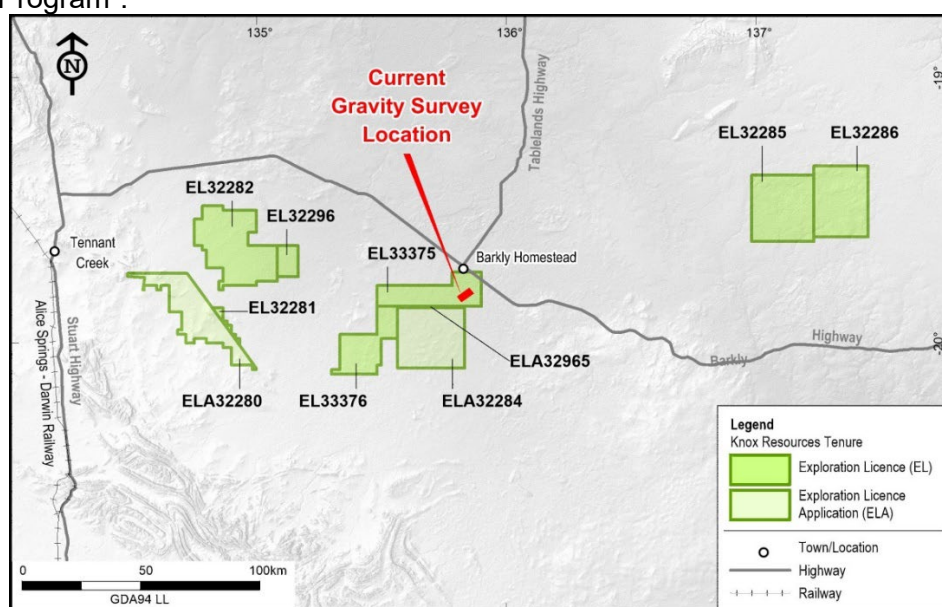 Program".
135°
136°
137°
N
Current
Gravity Survey
Location
Tablelands Highway
-19°
EL32285
EL32286
EL32282
EL32296
Tennant
Creek
EL33375
Barkly Homestead
EL32281
Alice Springs - Darwin Railway
Stuart Highway
Highway
-20°
Barkly
ELA32965
ELA32280
EL33376
ELA32284
Legend
Knox Resources Tenure
Exploration Licence (EL)
Exploration Licence
Application (ELA)
Town/Location
Highway
Railway
0 50 100km
GDA94 LL